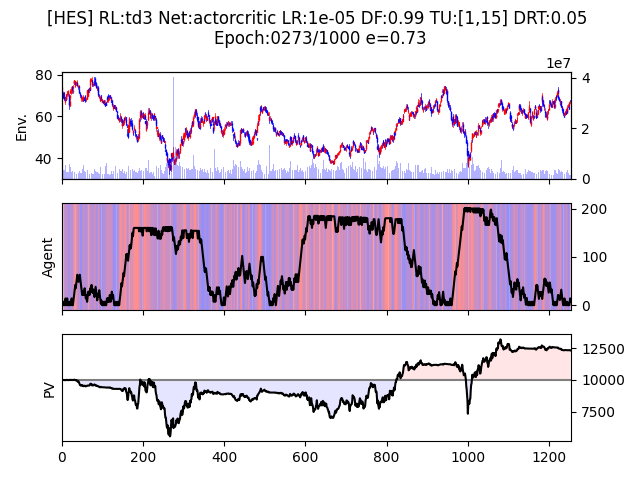 [HES] RL:td3 Net:actorcritic LR:1e-05 DF:0.99 TU:[1,15] DRT:0.05
Epoch:0273/1000 e=0.73
1e7
80
60
40
Env.
4
2
0
Agent
200
100
0
PV
12500
10000
7500
0 200 400 600 800 1000 1200